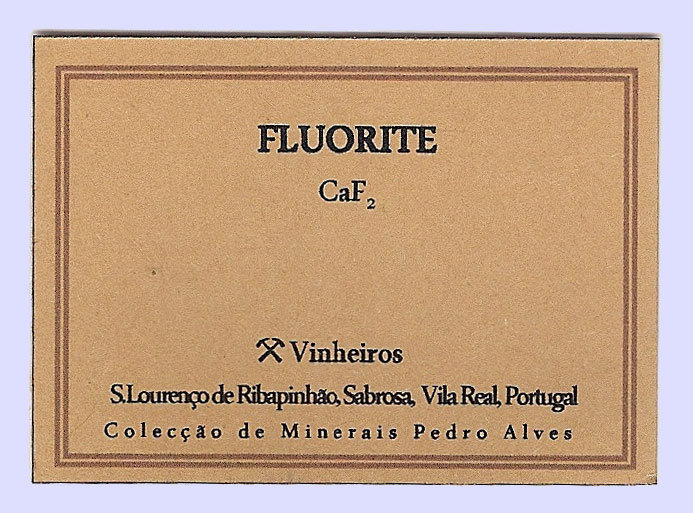 FLUORITE
CaF₂
⚒ Vinheiros
S.Lourenço de Ribapinhão, Sabrosa, Vila Real, Portugal
Colecção de Minerais Pedro Alves